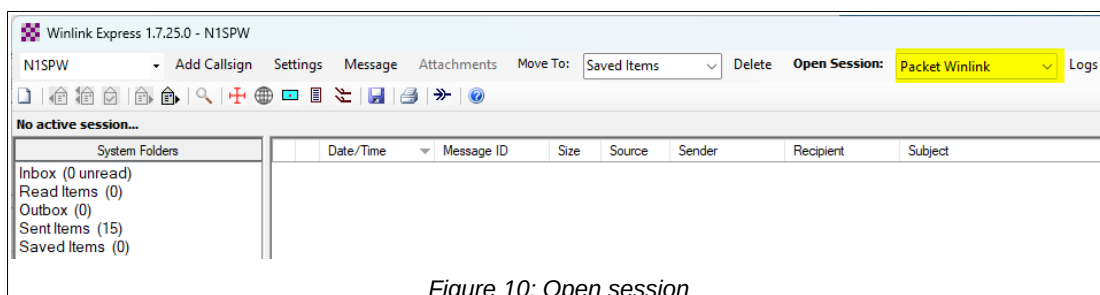 Winlink Express 1.7.25.0 - N1SPW
N1SPW Add Callsign Settings Message Attachments Move To: Saved Items Delete Open Session: Packet Winlink Logs
No active session...
System Folders Date/Time Message ID Size Source Sender Recipient Subject
Inbox (0 unread)
Read Items (0)
Outbox (0)
Sent Items (15)
Saved Items (0)
Figure 10: Open session